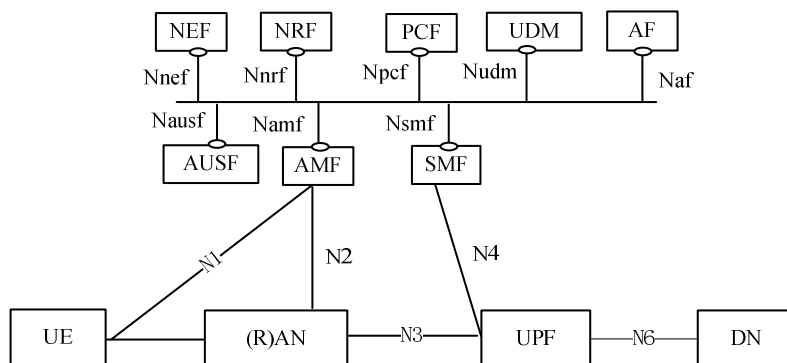 NEF NRF PCF UDM AF
Nnef Nnrf Npcf Nudm Naf
Nausf Namf Nsmf
AUSF AMF SMF
N1 N2 N4
UE (R)AN N3 UPF N6 DN